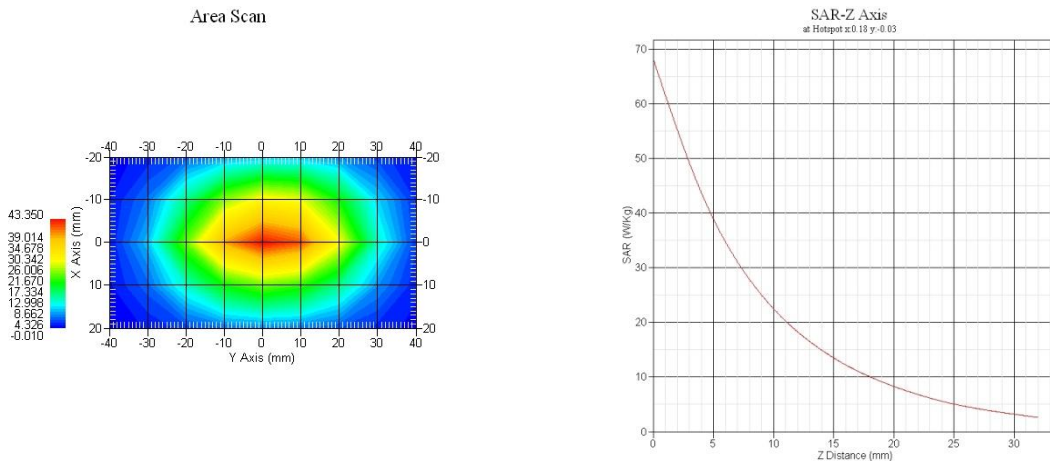 Area Scan
-40 -30 -20 -10 0 10 20 30 40
-20 -20
-10 -10
0 0
10 10
20 20
-40 -30 -20 -10 0 10 20 30 40
X Axis (mm)
Y Axis (mm)
43.350
39.014
34.678
30.342
26.006
21.670
17.334
12.998
8.662
4.326
-0.010
SAR-Z Axis
at Hotspot x:0.18 y:-0.03
70
60
50
40
30
20
10
0
SAR (W/Kg)
0 5 10 15 20 25 30
Z Distance (mm)